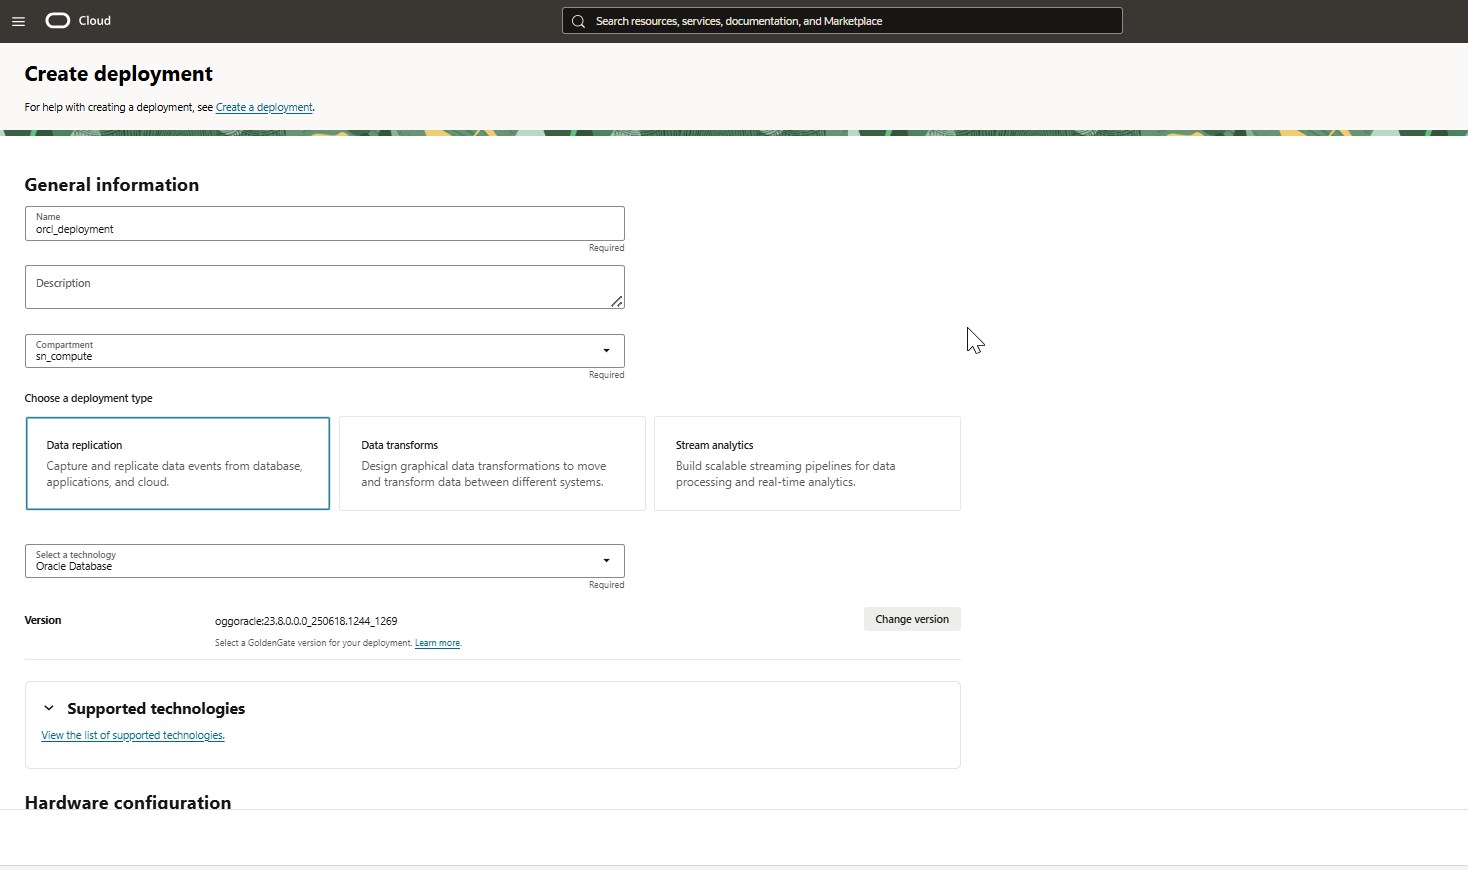 Cloud
Search resources, services, documentation, and Marketplace
Create deployment
For help with creating a deployment, see Create a deployment.
General information
Name
orcl_deployment
Required
Description
Compartment
sn_compute
Required
Choose a deployment type
Data replication
Capture and replicate data events from database,
applications, and cloud.
Data transforms
Design graphical data transformations to move
and transform data between different systems.
Stream analytics
Build scalable streaming pipelines for data
processing and real-time analytics.
Select a technology
Oracle Database
Required
Version
oggoracle:23.8.0.0.0_250618.1244_1269
Change version
Select a GoldenGate version for your deployment. Learn more.
Supported technologies
View the list of supported technologies.
Hardware configuration